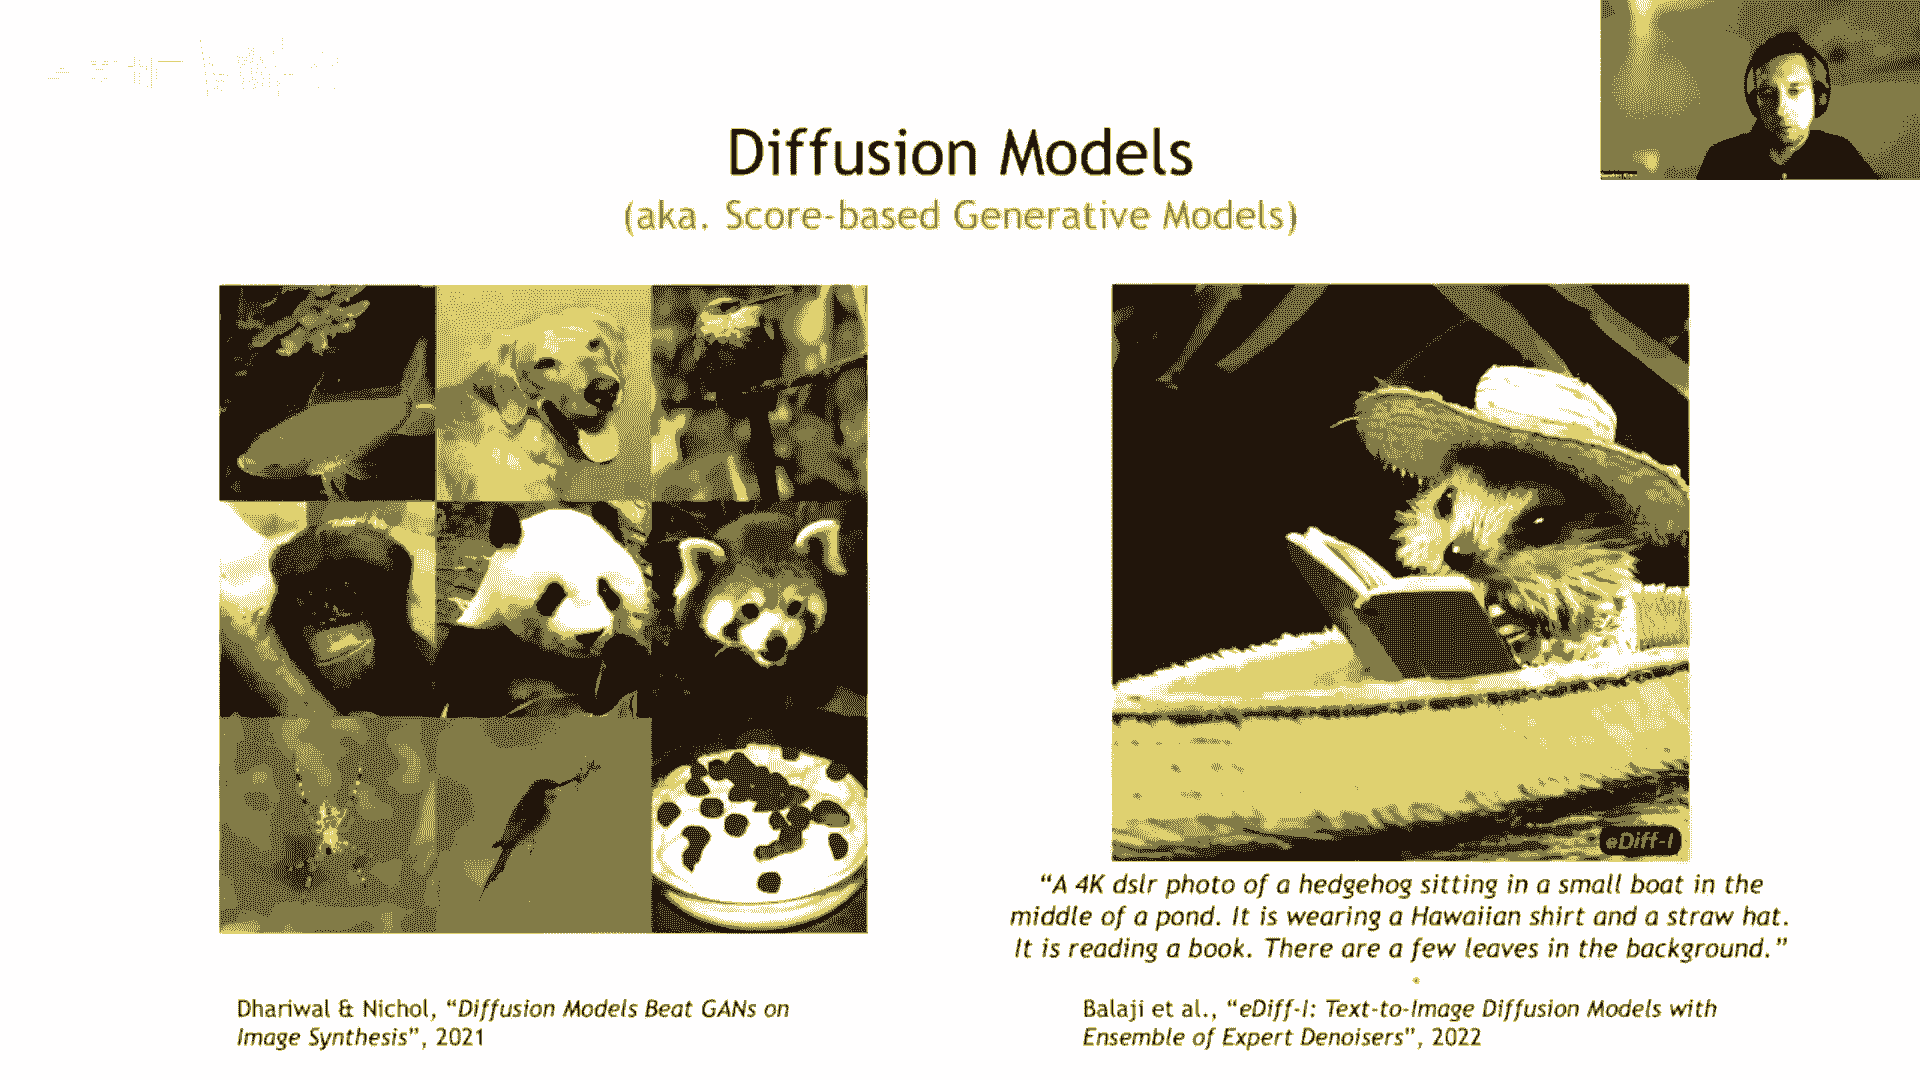 Diffusion Models
(aka. Score-based Generative Models)
eDiff-I
“A 4K dslr photo of a hedgehog sitting in a small boat in the
middle of a pond. It is wearing a Hawaiian shirt and a straw hat.
It is reading a book. There are a few leaves in the background.”
Dhariwal & Nichol, “Diffusion Models Beat GANs on
Image Synthesis”, 2021
Balaji et al., “eDiff-I: Text-to-Image Diffusion Models with
Ensemble of Expert Denoisers”, 2022